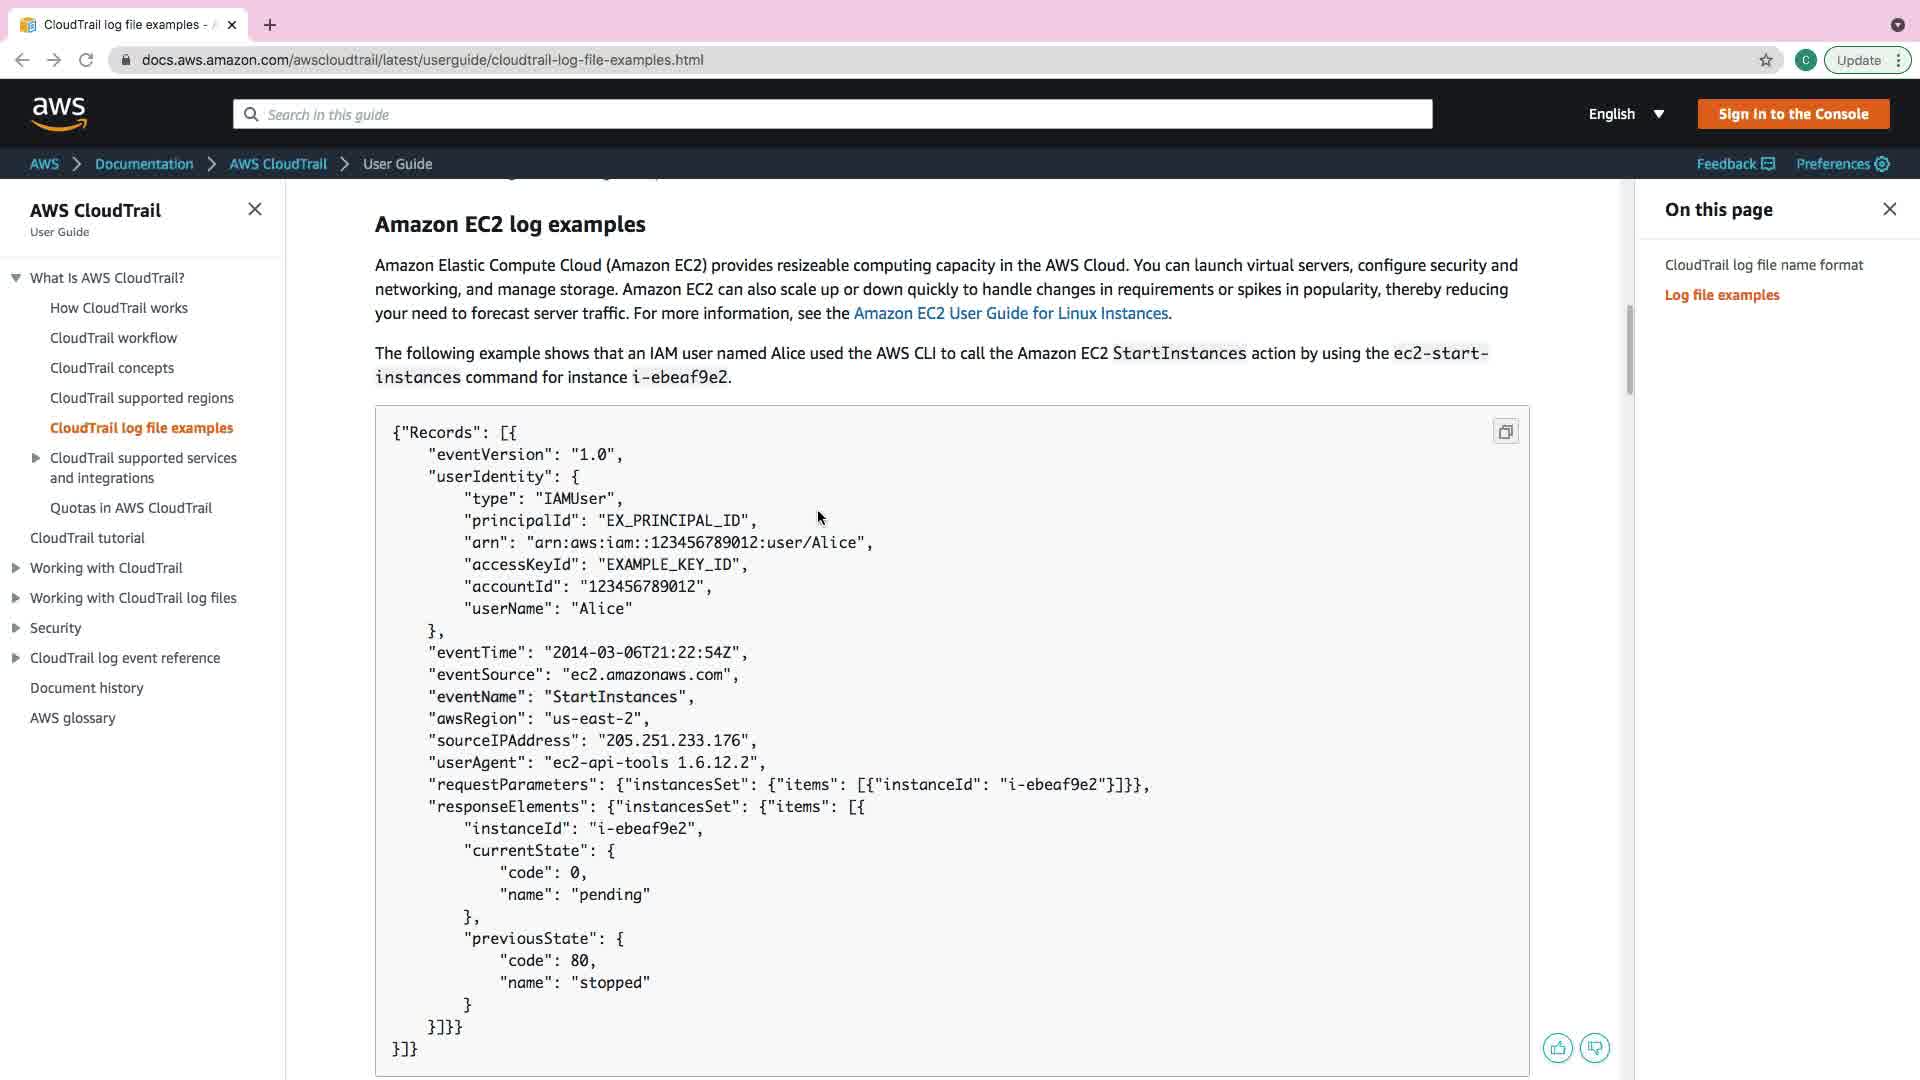 CloudTrail log file examples - A
docs.aws.amazon.com/awscloudtrail/latest/userguide/cloudtrail-log-file-examples.html
C
Update
aws
Search in this guide
English
Sign In to the Console
AWS
Documentation
AWS CloudTrail
User Guide
Feedback
Preferences
AWS CloudTrail
User Guide
What Is AWS CloudTrail?
How CloudTrail works
CloudTrail workflow
CloudTrail concepts
CloudTrail supported regions
CloudTrail log file examples
CloudTrail supported services
and integrations
Quotas in AWS CloudTrail
CloudTrail tutorial
Working with CloudTrail
Working with CloudTrail log files
Security
CloudTrail log event reference
Document history
AWS glossary
Amazon EC2 log examples
Amazon Elastic Compute Cloud (Amazon EC2) provides resizeable computing capacity in the AWS Cloud. You can launch virtual servers, configure security and
networking, and manage storage. Amazon EC2 can also scale up or down quickly to handle changes in requirements or spikes in popularity, thereby reducing
your need to forecast server traffic. For more information, see the Amazon EC2 User Guide for Linux Instances.
The following example shows that an IAM user named Alice used the AWS CLI to call the Amazon EC2 StartInstances action by using the ec2-start-
instances command for instance i-ebeaf9e2.
{"Records": [{
"eventVersion": "1.0",
"userIdentity": {
"type": "IAMUser",
"principalId": "EX_PRINCIPAL_ID",
"arn": "arn:aws:iam::123456789012:user/Alice",
"accessKeyId": "EXAMPLE_KEY_ID",
"accountId": "123456789012",
"userName": "Alice"
},
"eventTime": "2014-03-06T21:22:54Z",
"eventSource": "ec2.amazonaws.com",
"eventName": "StartInstances",
"awsRegion": "us-east-2",
"sourceIPAddress": "205.251.233.176",
"userAgent": "ec2-api-tools 1.6.12.2",
"requestParameters": {"instancesSet": {"items": [{"instanceId": "i-ebeaf9e2"}]}},
"responseElements": {"instancesSet": {"items": [{
"instanceId": "i-ebeaf9e2",
"currentState": {
"code": 0,
"name": "pending"
},
"previousState": {
"code": 80,
"name": "stopped"
}
}]}}
}]}
On this page
CloudTrail log file name format
Log file examples